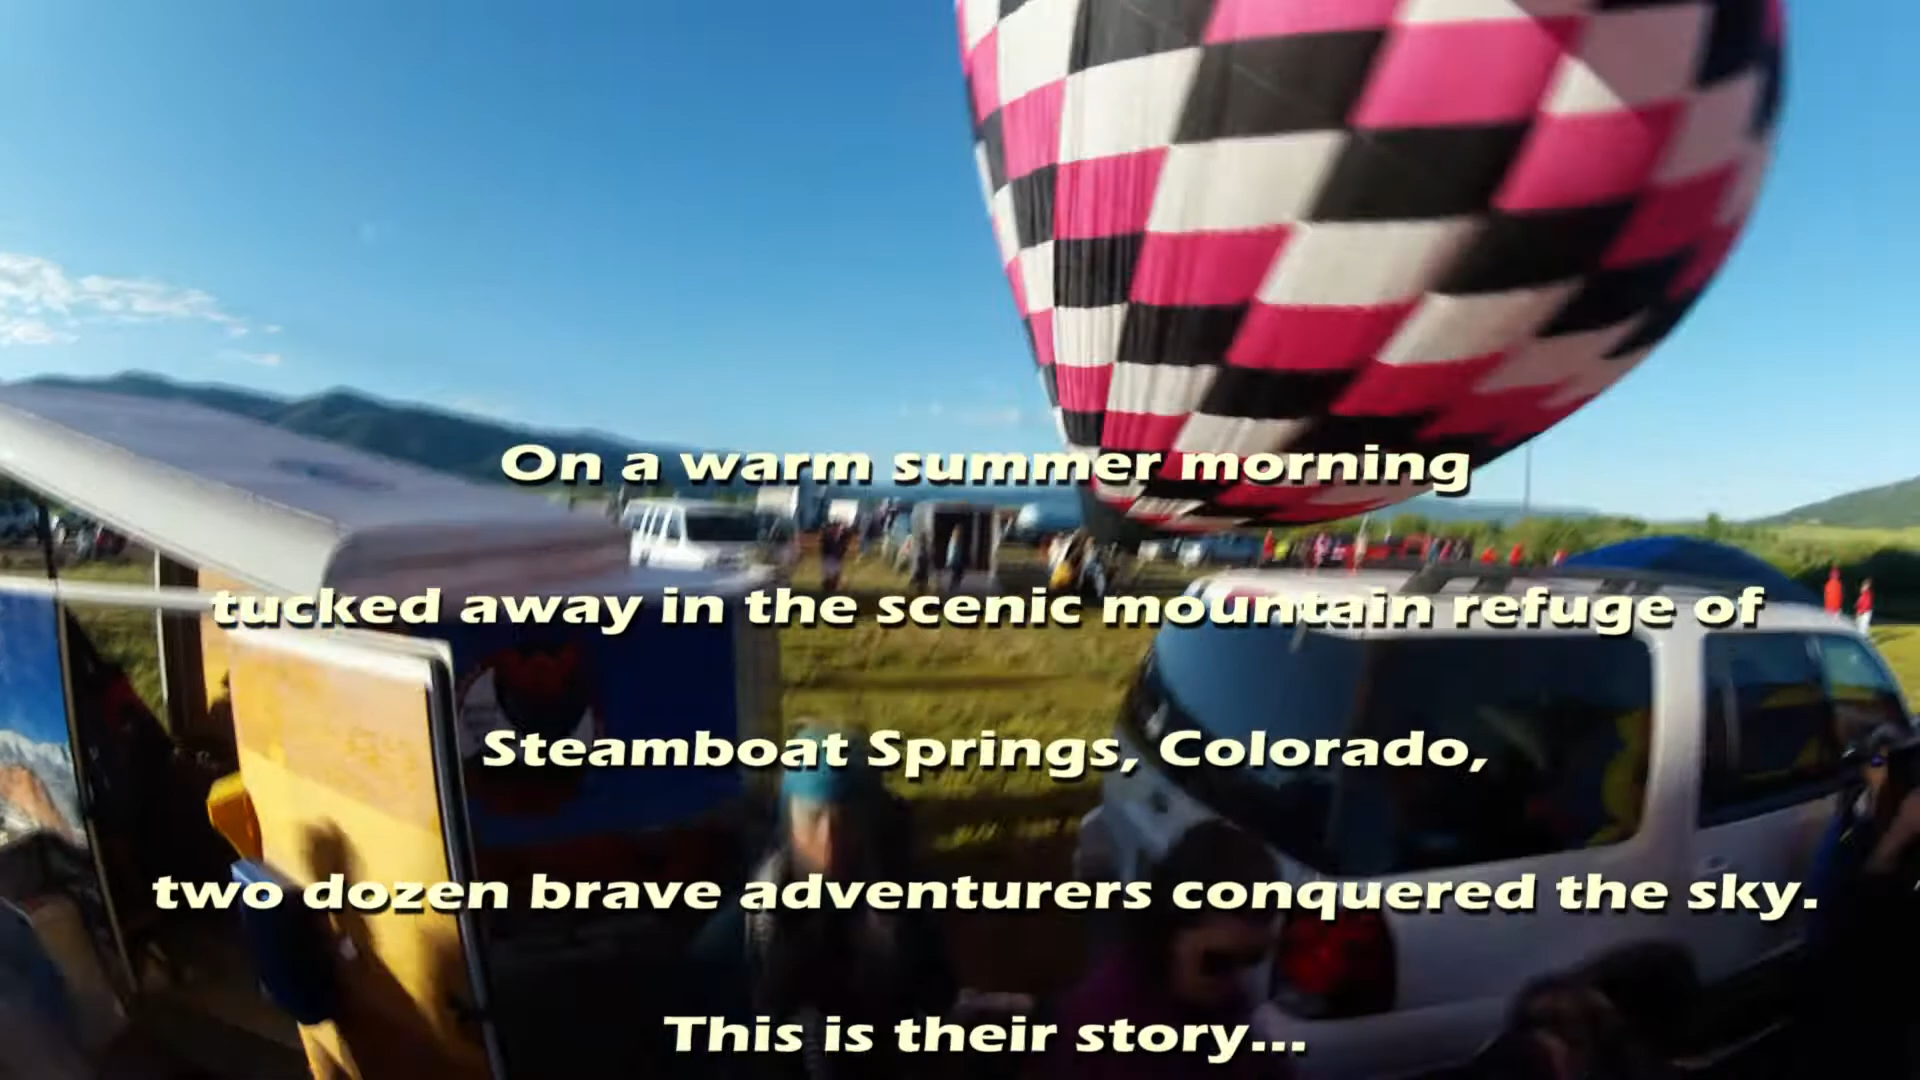 On a warm summer morning
tucked away in the scenic mountain refuge of
Steamboat Springs, Colorado,
two dozen brave adventurers conquered the sky.
This is their story...